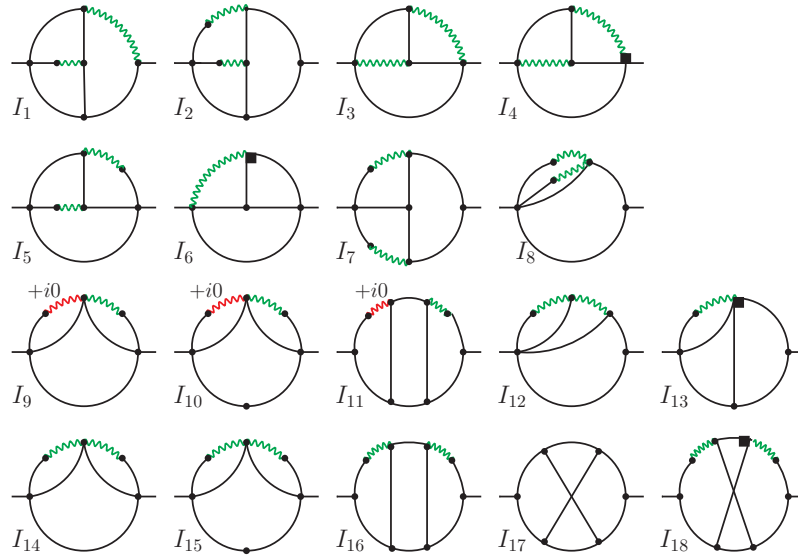 I₁ I₂ I₃ I₄
I₅ I₆ I₇ I₈
+i0 +i0 +i0
I₉ I₁₀ I₁₁ I₁₂ I₁₃
I₁₄ I₁₅ I₁₆ I₁₇ I₁₈